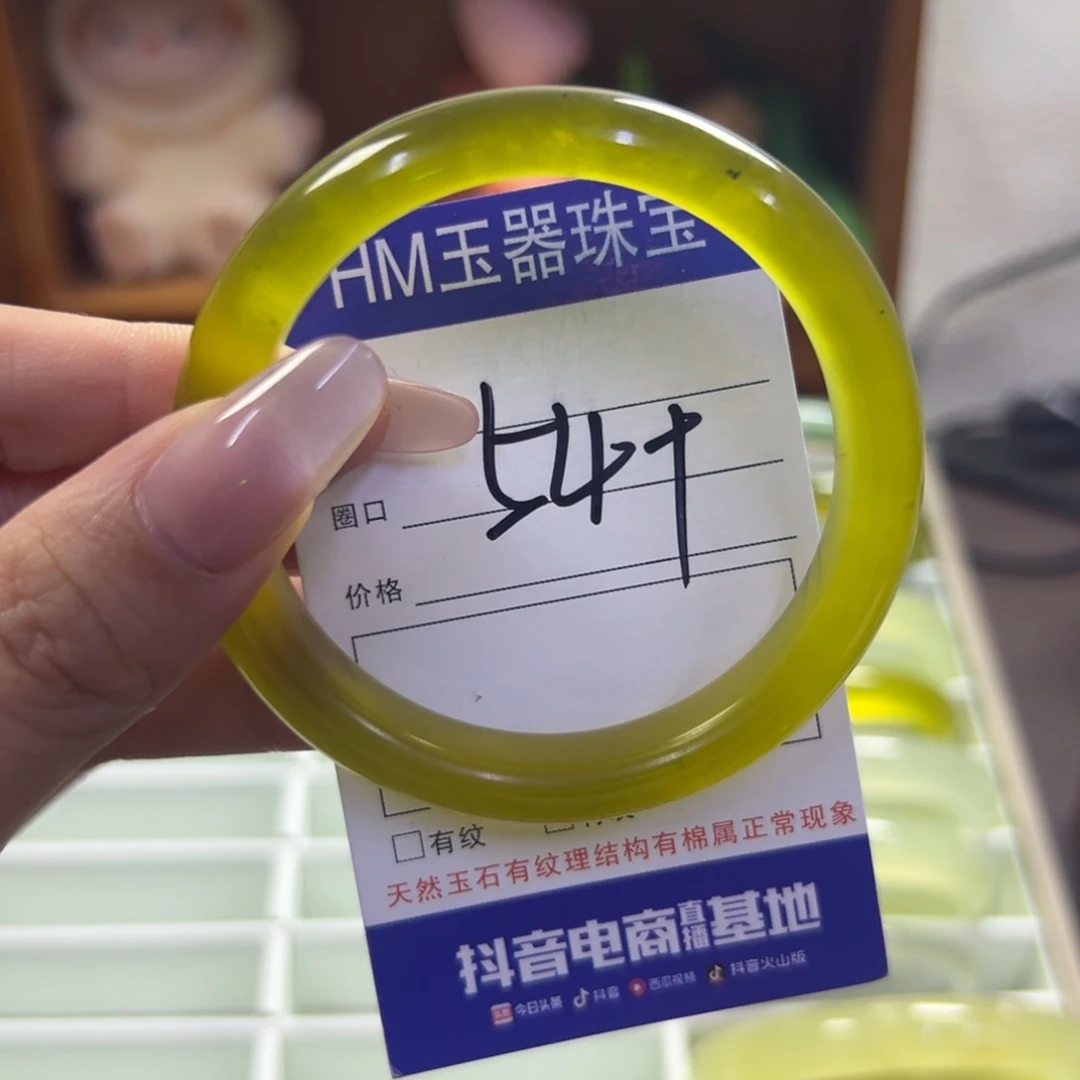 HM玉器珠宝
54+
圈口
价格
有纹
天然玉石有纹理结构有棉属正常现象
抖音电商直播基地
头条 今日头条 抖音 西瓜视频 抖音火山版